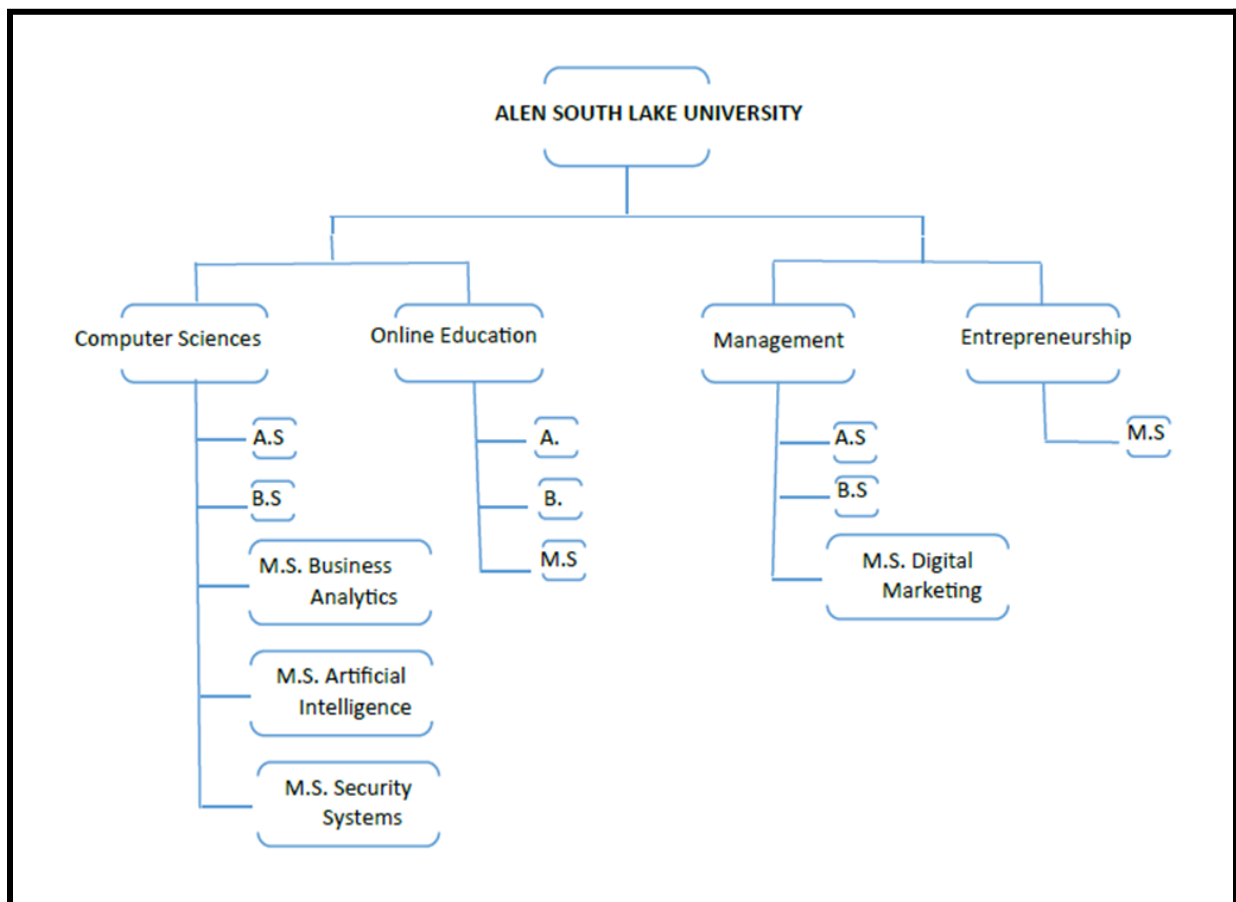 ALEN SOUTH LAKE UNIVERSITY
Computer Sciences
Online Education
Management
Entrepreneurship
A.S
B.S
M.S. Business
Analytics
M.S. Artificial
Intelligence
M.S. Security
Systems
A.
B.
M.S
A.S
B.S
M.S. Digital
Marketing
M.S